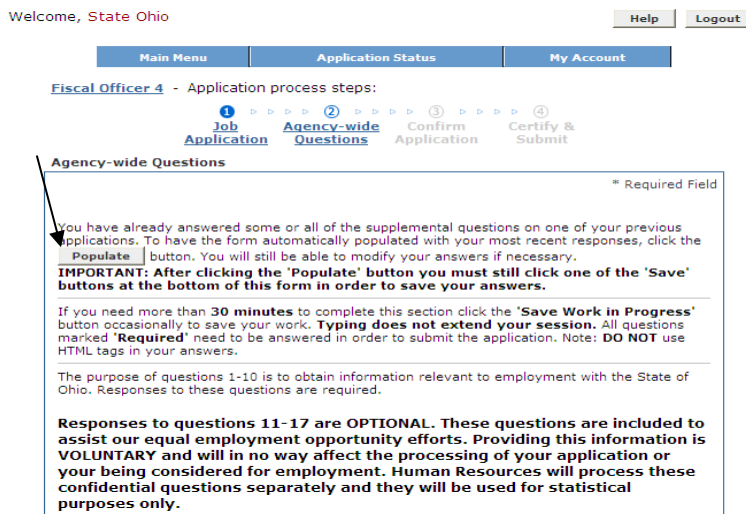 Welcome, State Ohio
Help Logout
Main Menu Application Status My Account
Fiscal Officer 4 - Application process steps:
1 2 3 4
Job Agency-wide Confirm Certify &
Application Questions Application Submit
Agency-wide Questions
* Required Field
You have already answered some or all of the supplemental questions on one of your previous
applications. To have the form automatically populated with your most recent responses, click the
Populate button. You will still be able to modify your answers if necessary.
IMPORTANT: After clicking the 'Populate' button you must still click one of the 'Save'
buttons at the bottom of this form in order to save your answers.
If you need more than 30 minutes to complete this section click the 'Save Work in Progress'
button occasionally to save your work. Typing does not extend your session. All questions
marked 'Required' need to be answered in order to submit the application. Note: DO NOT use
HTML tags in your answers.
The purpose of questions 1-10 is to obtain information relevant to employment with the State of
Ohio. Responses to these questions are required.
Responses to questions 11-17 are OPTIONAL. These questions are included to
assist our equal employment opportunity efforts. Providing this information is
VOLUNTARY and will in no way affect the processing of your application or
your being considered for employment. Human Resources will process these
confidential questions separately and they will be used for statistical
purposes only.